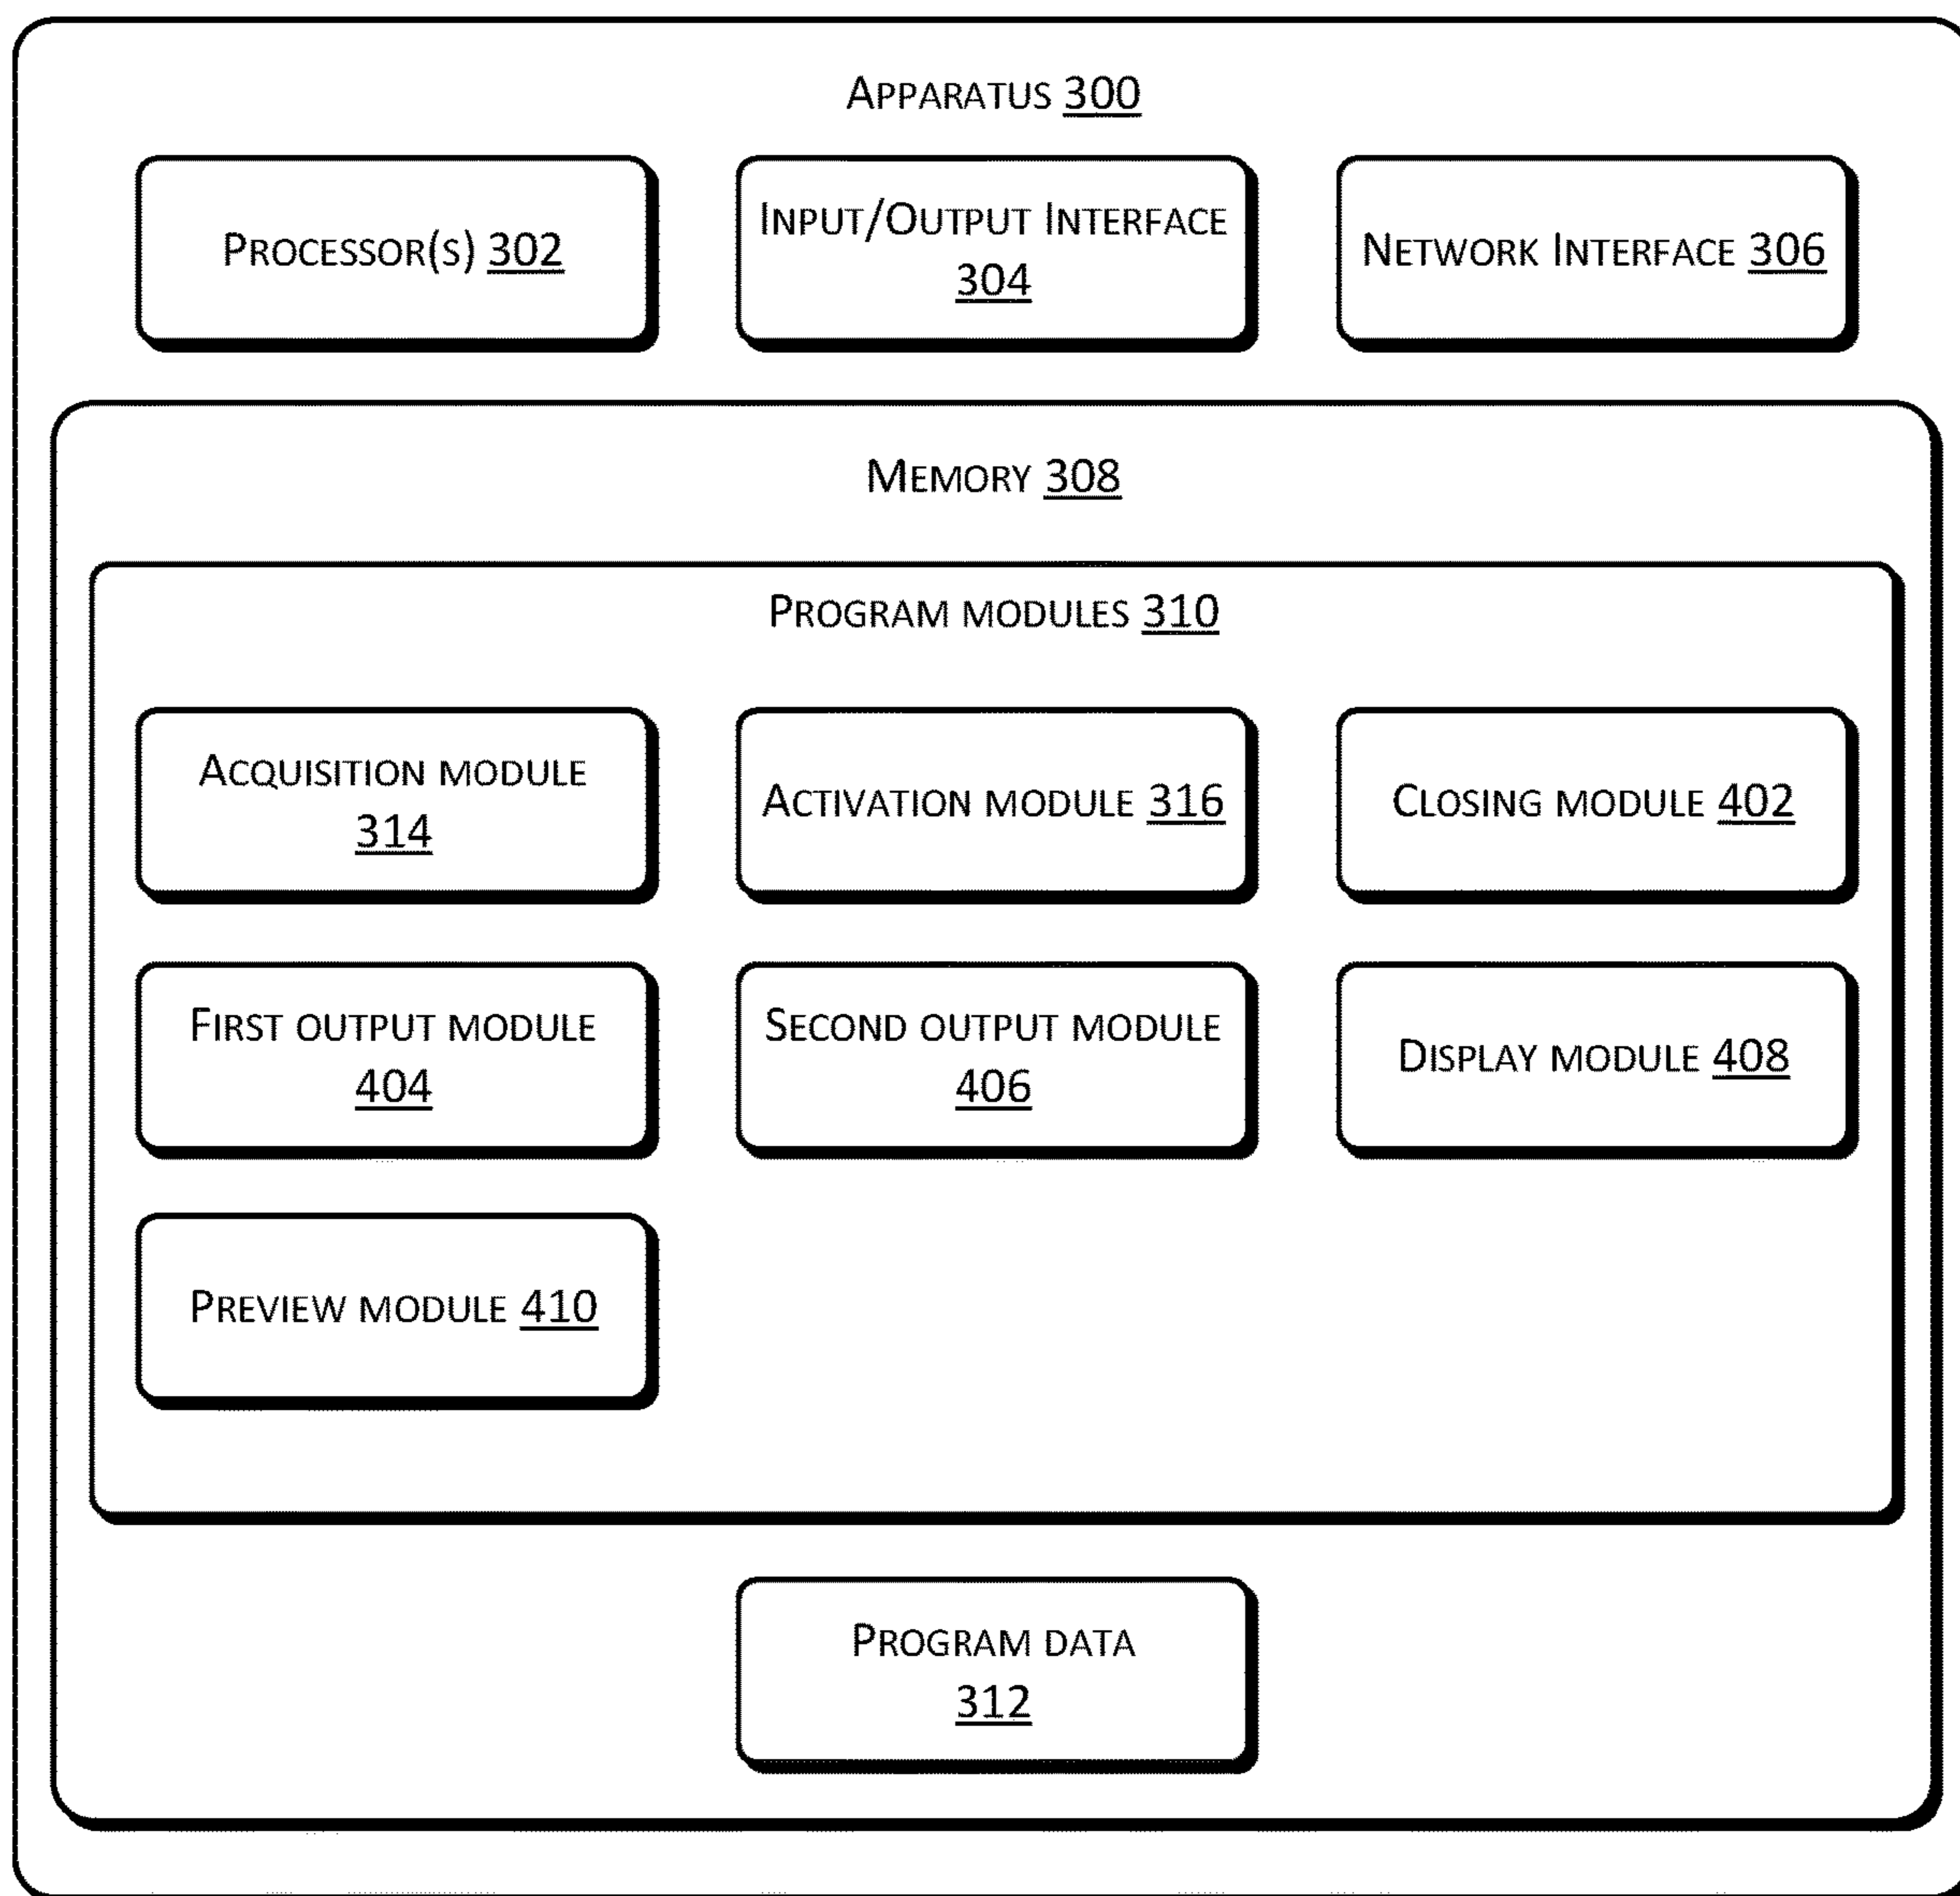 APPARATUS 300
PROCESSOR(S) 302
INPUT/OUTPUT INTERFACE
304
NETWORK INTERFACE 306
MEMORY 308
PROGRAM MODULES 310
ACQUISITION MODULE
314
ACTIVATION MODULE 316
CLOSING MODULE 402
FIRST OUTPUT MODULE
404
SECOND OUTPUT MODULE
406
DISPLAY MODULE 408
PREVIEW MODULE 410
PROGRAM DATA
312